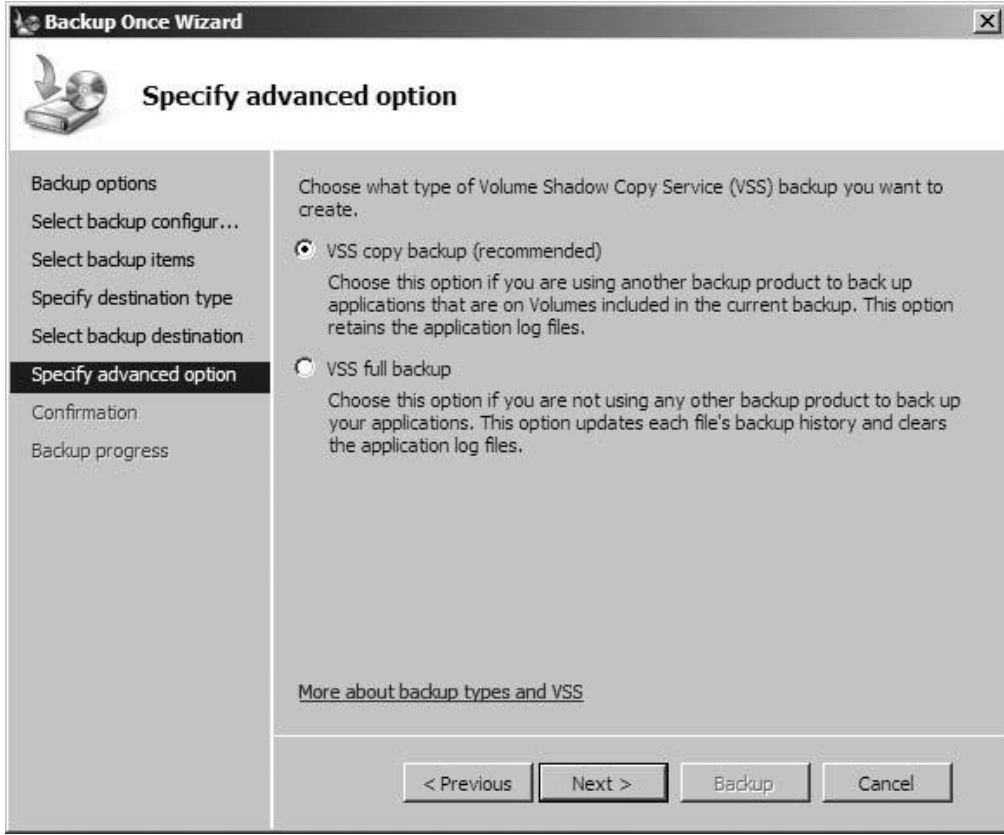 Backup Once Wizard
Specify advanced option
Backup options
Select backup configur...
Select backup items
Specify destination type
Select backup destination
Specify advanced option
Confirmation
Backup progress
Choose what type of Volume Shadow Copy Service (VSS) backup you want to
create.
VSS copy backup (recommended)
Choose this option if you are using another backup product to back up
applications that are on Volumes included in the current backup. This option
retains the application log files.
VSS full backup
Choose this option if you are not using any other backup product to back up
your applications. This option updates each file's backup history and clears
the application log files.
More about backup types and VSS
< Previous
Next >
Backup
Cancel